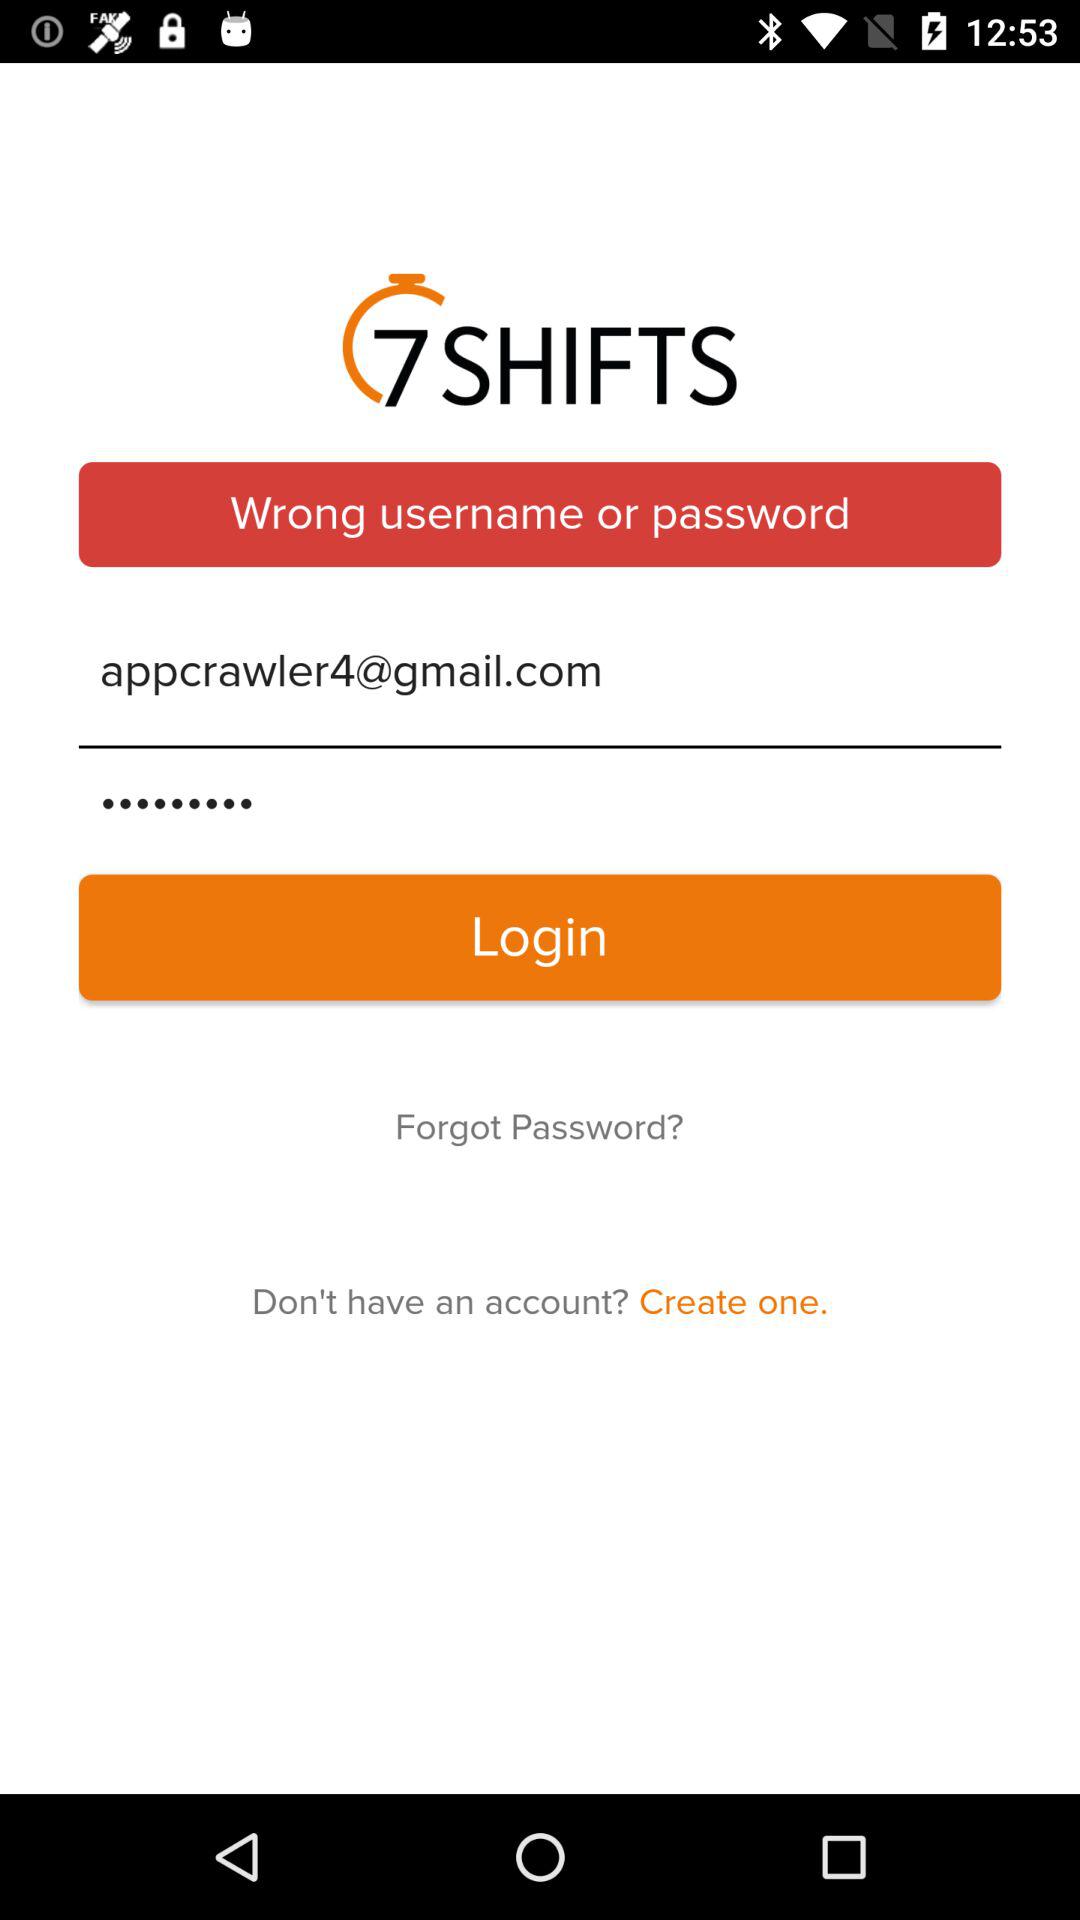 FAKE
12:53
7SHIFTS
Wrong username or password
appcrawler4@gmail.com
•••••••••
Login
Forgot Password?
Don't have an account? Create one.